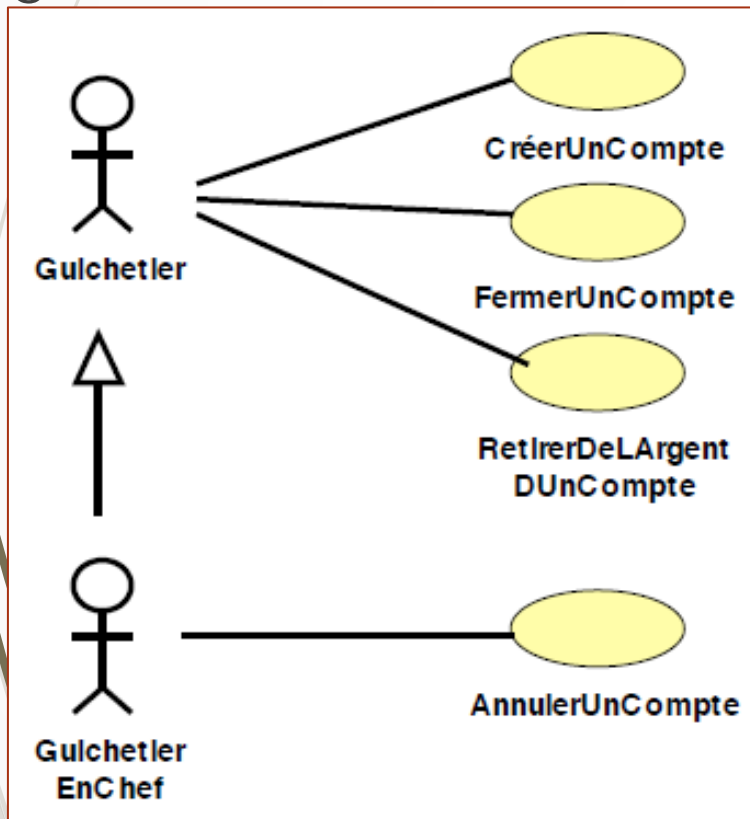 CréerUnCompte
Guichetier
FermerUnCompte
RetirerDeLArgent
DUnCompte
AnnulerUnCompte
Guichetier
EnChef